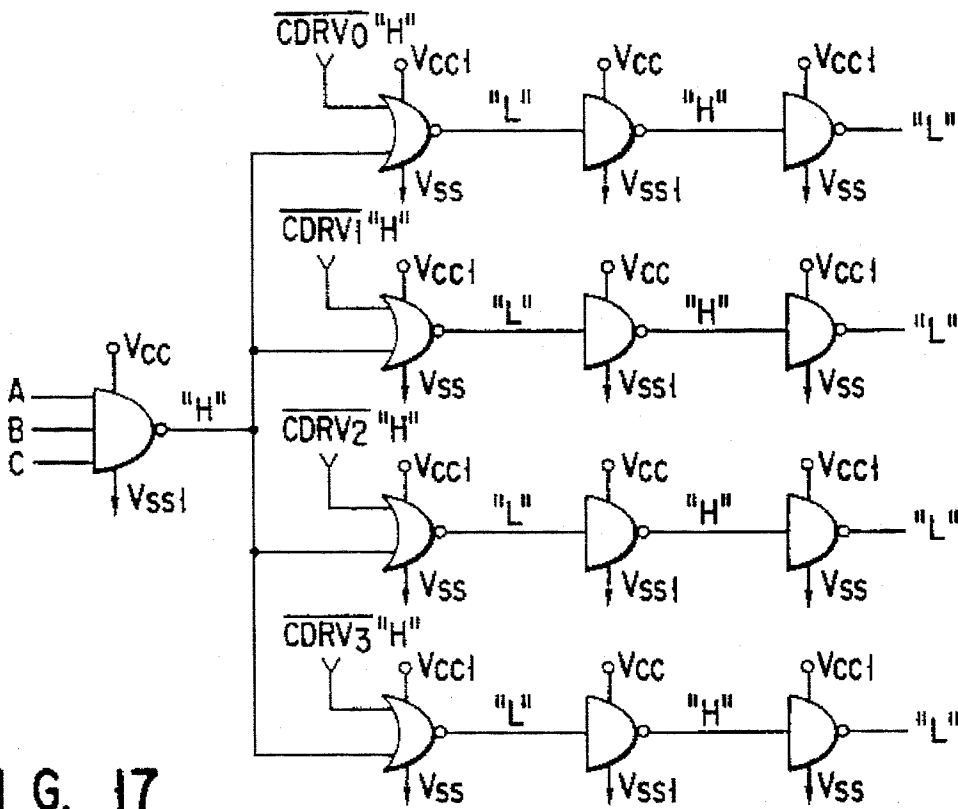 CDRV0 "H"
VCC1 VCC VCC1
"L" "H" "L"
VSS VSS1 VSS
CDRV1 "H"
VCC1 VCC VCC1
"L" "H" "L"
VSS VSS1 VSS
VCC
A "H"
B
C
VSS1
CDRV2 "H"
VCC1 VCC VCC1
"L" "H" "L"
VSS VSS1 VSS
CDRV3 "H"
VCC1 VCC VCC1
"L" "H" "L"
VSS VSS1 VSS
G. 17